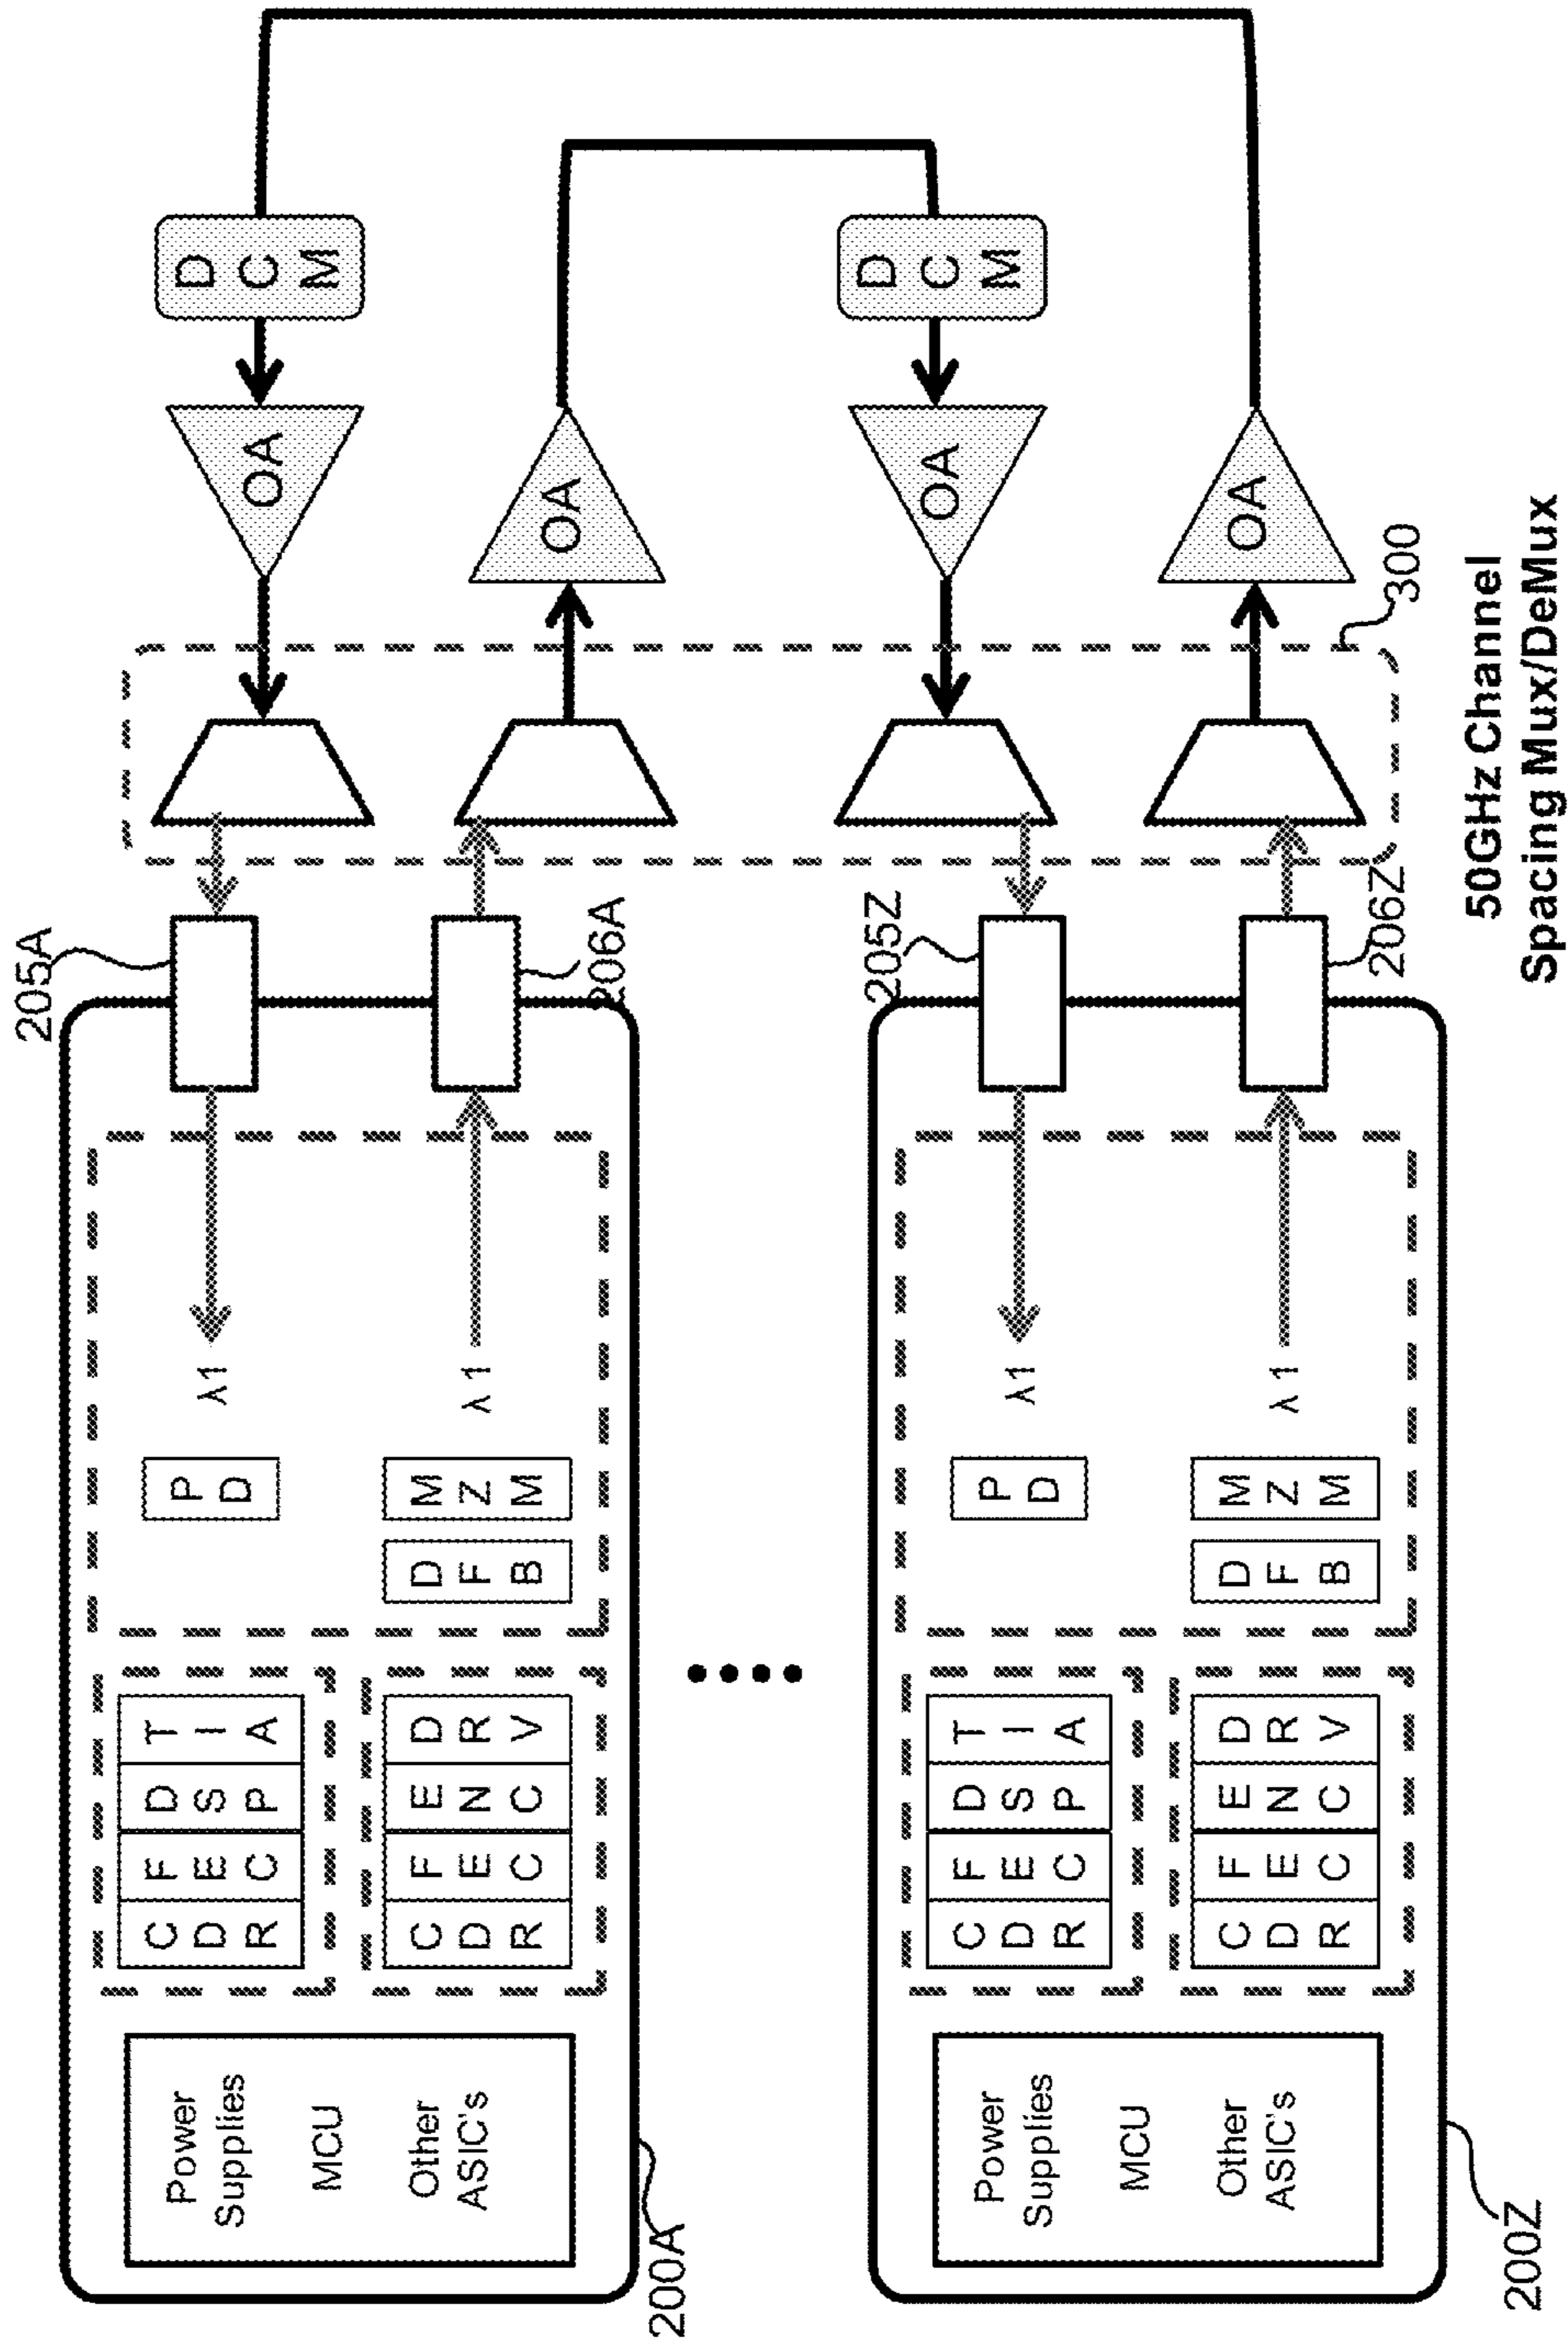 200A
Power
Supplies
MCU
Other
ASIC's
CDR
FEC
DSP
TIA
CDR
FEC
ENC
DRV
PD
DFB
MZM
λ1
λ1
205A
206A
OA
DCM
OA
200Z
Power
Supplies
MCU
Other
ASIC's
CDR
FEC
DSP
TIA
CDR
FEC
ENC
DRV
PD
DFB
MZM
λ1
λ1
205Z
206Z
OA
DCM
OA
300
50GHz Channel
Spacing Mux/DeMux